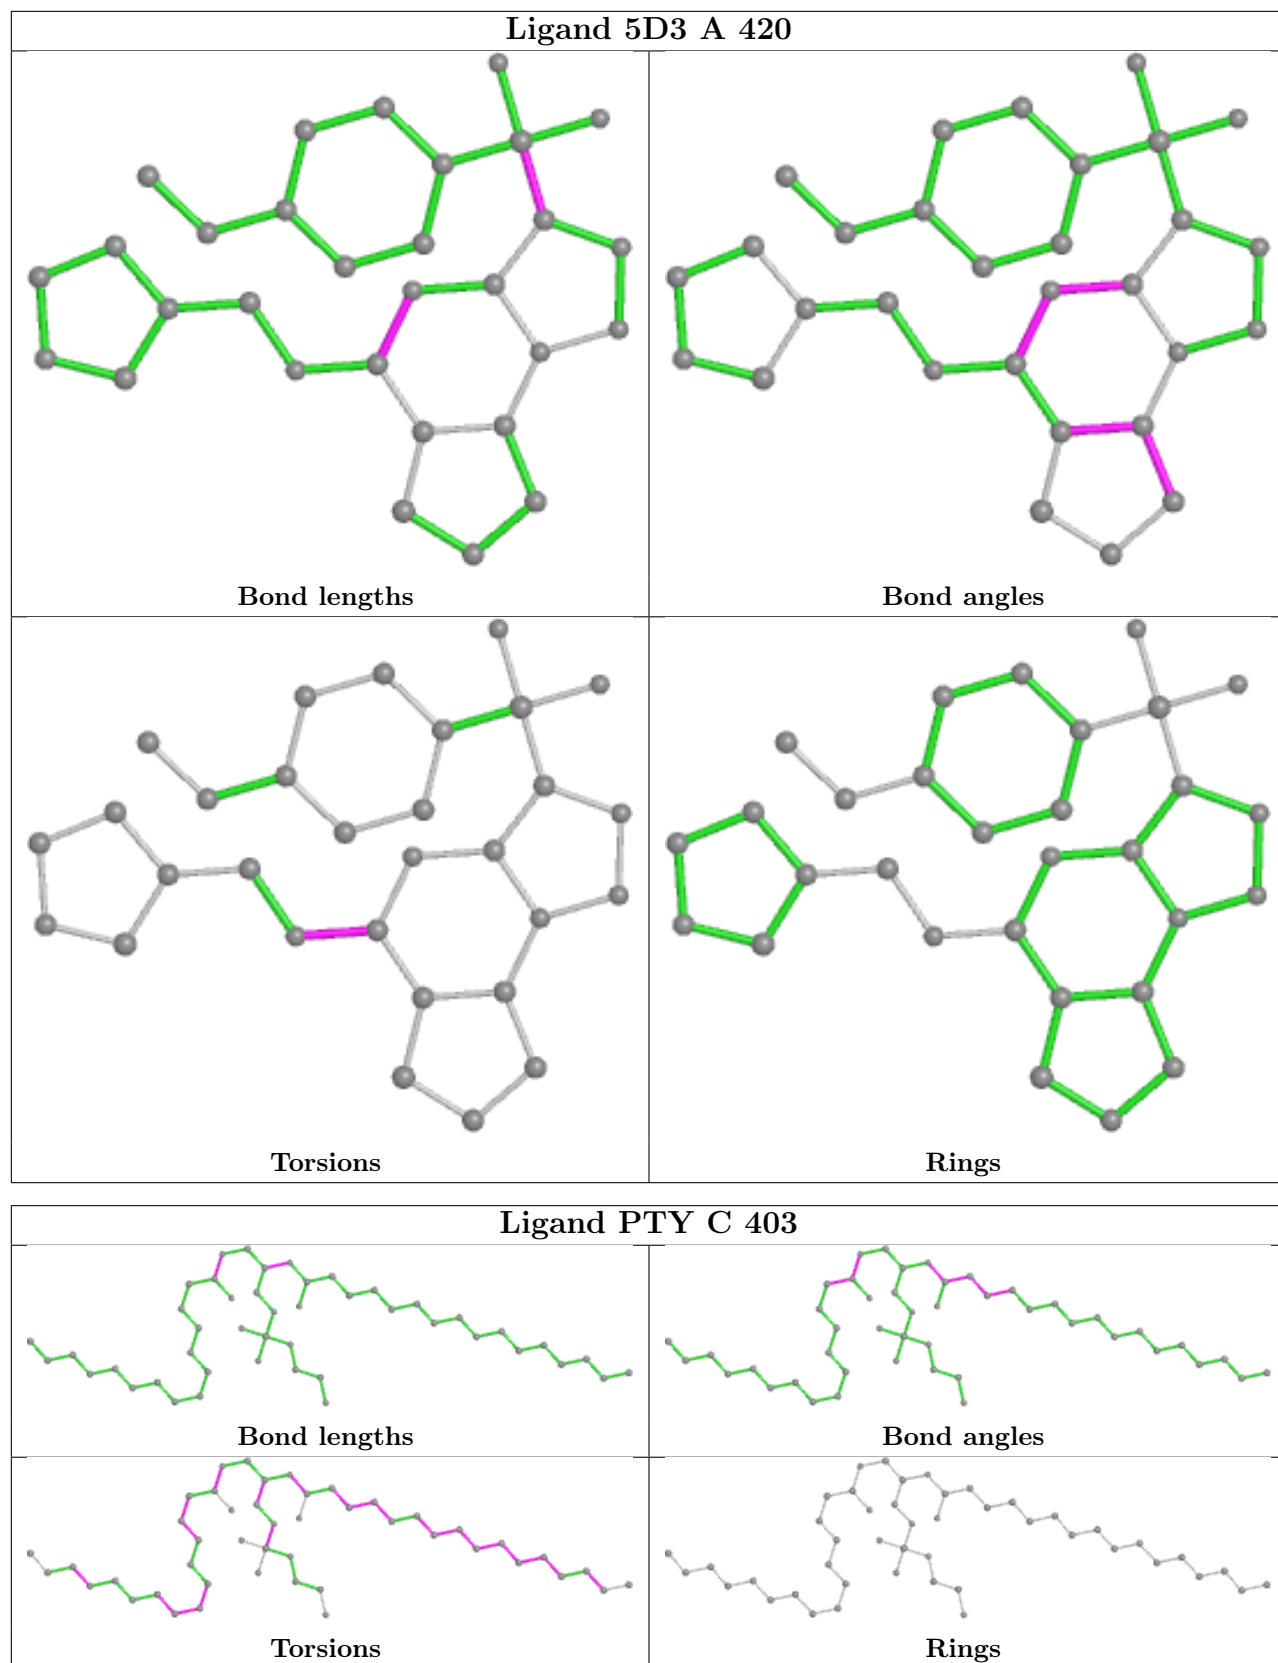 Ligand 5D3 A 420
Bond lengths
Bond angles
Torsions
Rings
Ligand PTY C 403
Bond lengths
Bond angles
Torsions
Rings